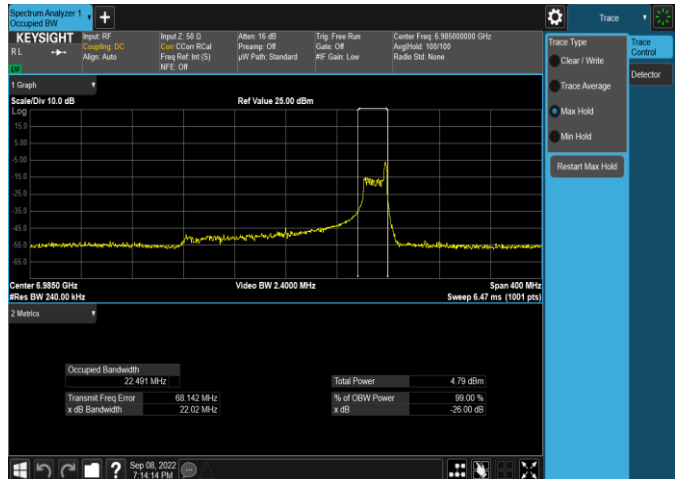 Spectrum Analyzer 1
Occupied BW
+
Trace
KEYSIGHT
RL
Input: RF
Coupling: DC
Align: Auto
Input Z: 50 Ω
Corr CCorr RCal
Freq Ref: Int (S)
NFE: Off
Atten: 16 dB
Preamp: Off
µW Path: Standard
Trig: Free Run
Gate: Off
#IF Gain: Low
Center Freq: 6.985000000 GHz
Avg|Hold: 100/100
Radio Std: None
Trace Type
Clear / Write
Trace Average
Max Hold
Min Hold
Restart Max Hold
Trace
Control
Detector
1 Graph
Scale/Div 10.0 dB
Ref Value 25.00 dBm
Log
15.0
5.00
-5.00
-15.0
-25.0
-35.0
-45.0
-55.0
-65.0
Center 6.9850 GHz
#Res BW 240.00 kHz
Video BW 2.4000 MHz
Span 400 MHz
Sweep 6.47 ms (1001 pts)
2 Metrics
Occupied Bandwidth
22.491 MHz
Transmit Freq Error 68.142 MHz
x dB Bandwidth 22.02 MHz
Total Power 4.79 dBm
% of OBW Power 99.00 %
x dB -26.00 dB
?
Sep 08, 2022
7:14:14 PM